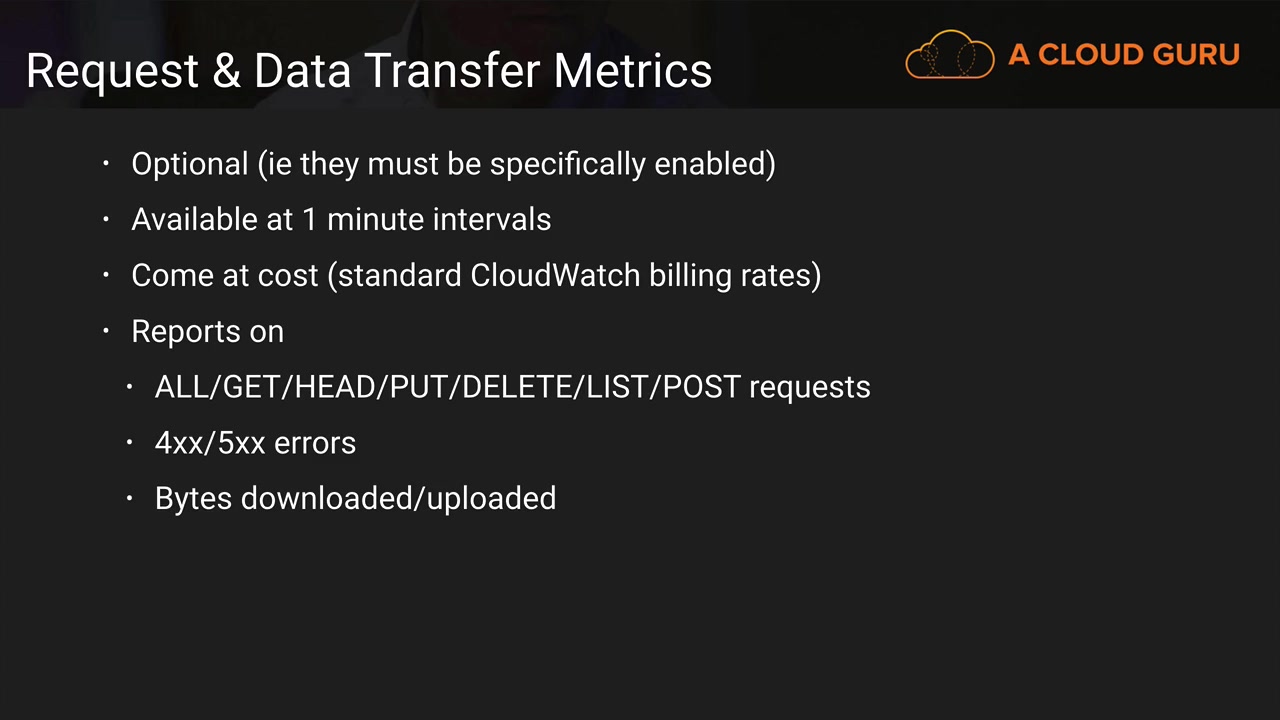 Request & Data Transfer Metrics
A CLOUD GURU
• Optional (ie they must be specifically enabled)
• Available at 1 minute intervals
• Come at cost (standard CloudWatch billing rates)
• Reports on
• ALL/GET/HEAD/PUT/DELETE/LIST/POST requests
• 4xx/5xx errors
• Bytes downloaded/uploaded